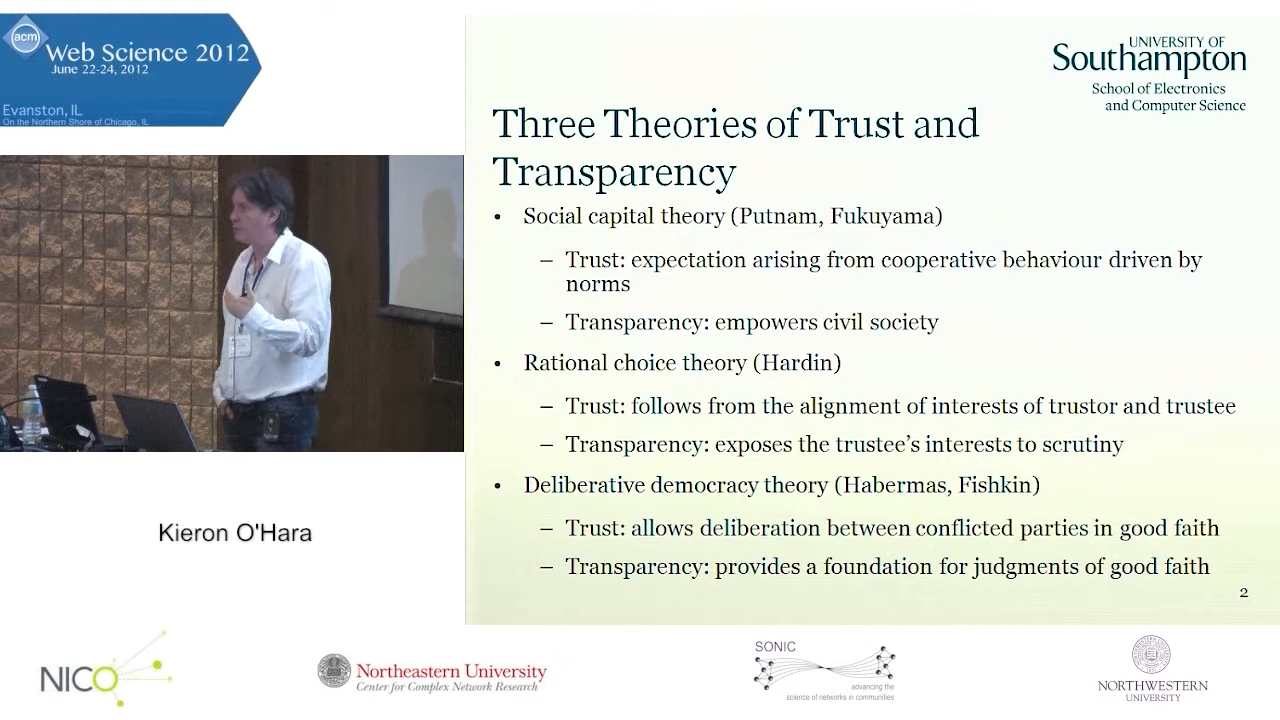 acm
Web Science 2012
June 22-24, 2012
Evanston, IL
On the Northern Shore of Chicago, IL
UNIVERSITY OF
Southampton
School of Electronics
and Computer Science
Three Theories of Trust and
Transparency
• Social capital theory (Putnam, Fukuyama)
– Trust: expectation arising from cooperative behaviour driven by
norms
– Transparency: empowers civil society
• Rational choice theory (Hardin)
– Trust: follows from the alignment of interests of trustor and trustee
– Transparency: exposes the trustee's interests to scrutiny
• Deliberative democracy theory (Habermas, Fishkin)
– Trust: allows deliberation between conflicted parties in good faith
– Transparency: provides a foundation for judgments of good faith
2
Kieron O'Hara
NICO
Northeastern University
Center for Complex Network Research
SONIC
advancing the
science of networks in communities
NORTHWESTERN
UNIVERSITY